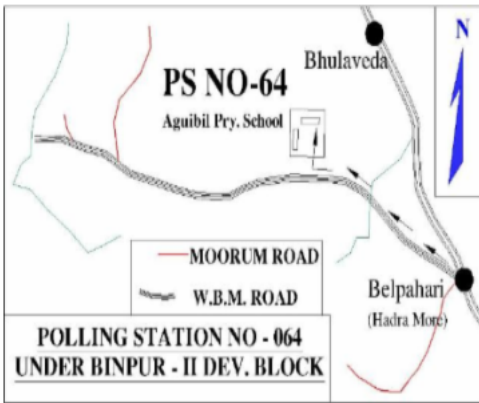 N
Bhulaveda
PS NO-64
Aguibil Pry. School
MOORUM ROAD
W.B.M. ROAD
Belpahari
(Hadra More)
POLLING STATION NO - 064
UNDER BINPUR - II DEV. BLOCK